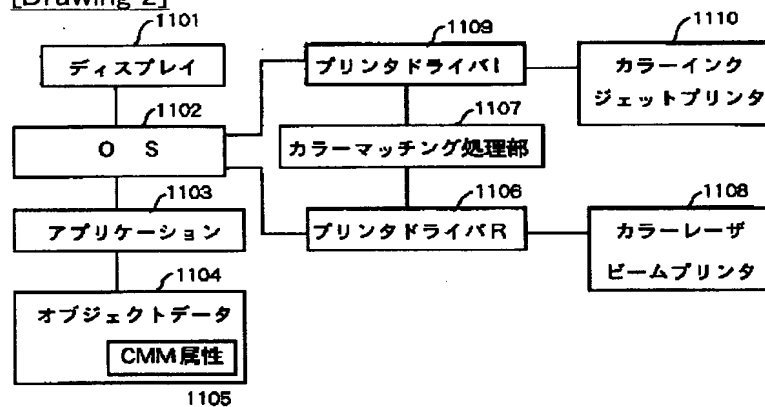 [Drawing 2]
1101
ディスプレイ
1102
O S
1103
アプリケーション
1104
オブジェクトデータ
CMM属性
1105
1109
プリンタドライバI
1107
カラーマッチング処理部
1106
プリンタドライバR
1110
カラーインク
ジェットプリンタ
1108
カラーレーザ
ビームプリンタ